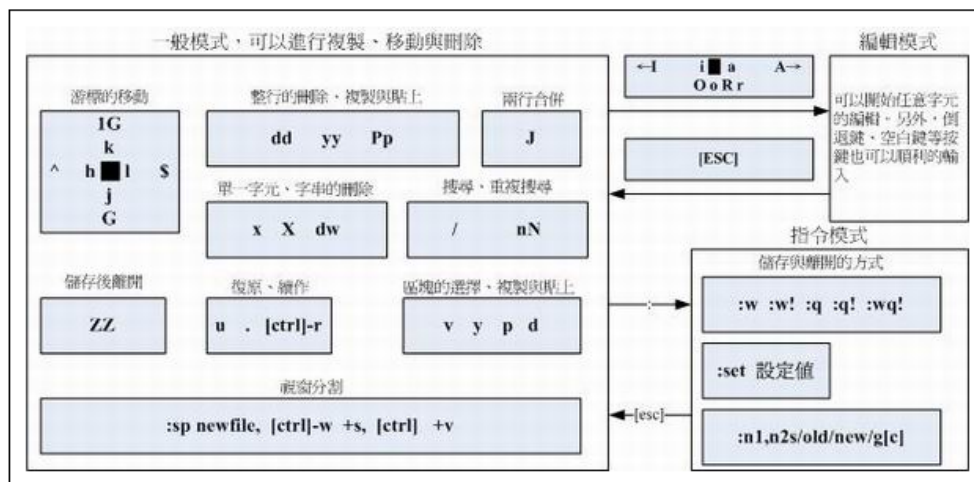 一般模式，可以進行複製、移動與刪除
游標的移動
1G
k
^ h l $
j
G
整行的刪除、複製與貼上
dd yy Pp
兩行合併
J
單一字元、字串的刪除
x X dw
搜尋、重複搜尋
/ nN
儲存後離開
ZZ
復原、續作
u . [ctrl]-r
區塊的選擇、複製與貼上
v y p d
視窗分割
:sp newfile, [ctrl]-w +s, [ctrl] +v
←I i a A→
O o R r
[ESC]
編輯模式
可以開始任意字元
的編輯。另外，倒
退鍵、空白鍵等按
鍵也可以順利的輸
入
:
[esc]
指令模式
儲存與離開的方式
:w :w! :q :q! :wq!
:set 設定值
:n1,n2s/old/new/g[c]